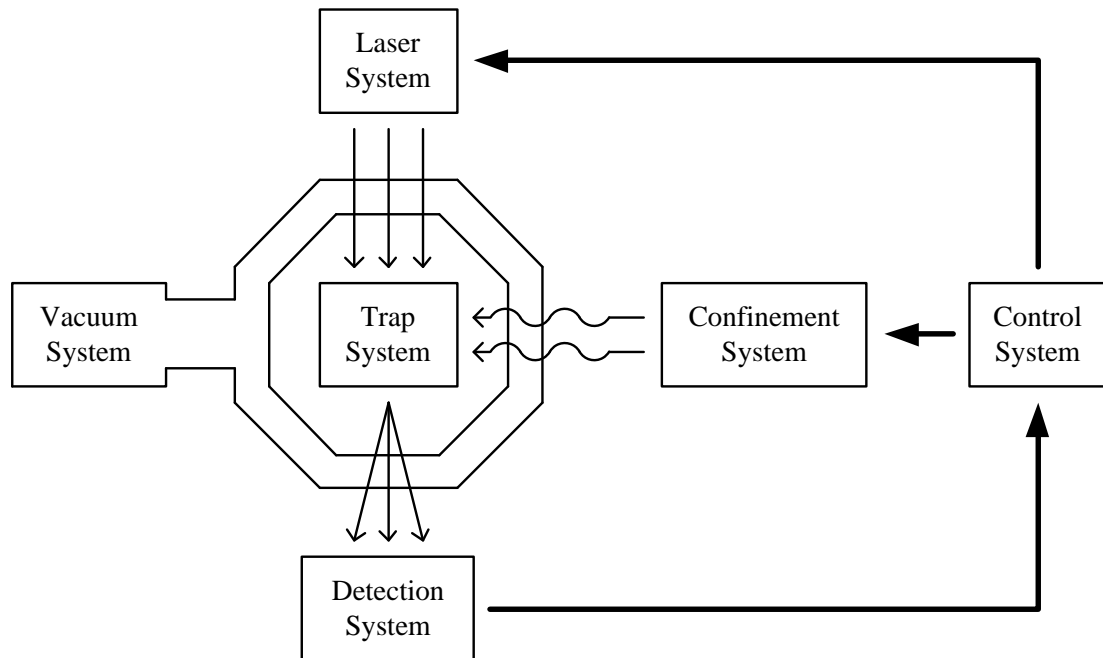 Laser
System
Vacuum
System
Trap
System
Confinement
System
Control
System
Detection
System